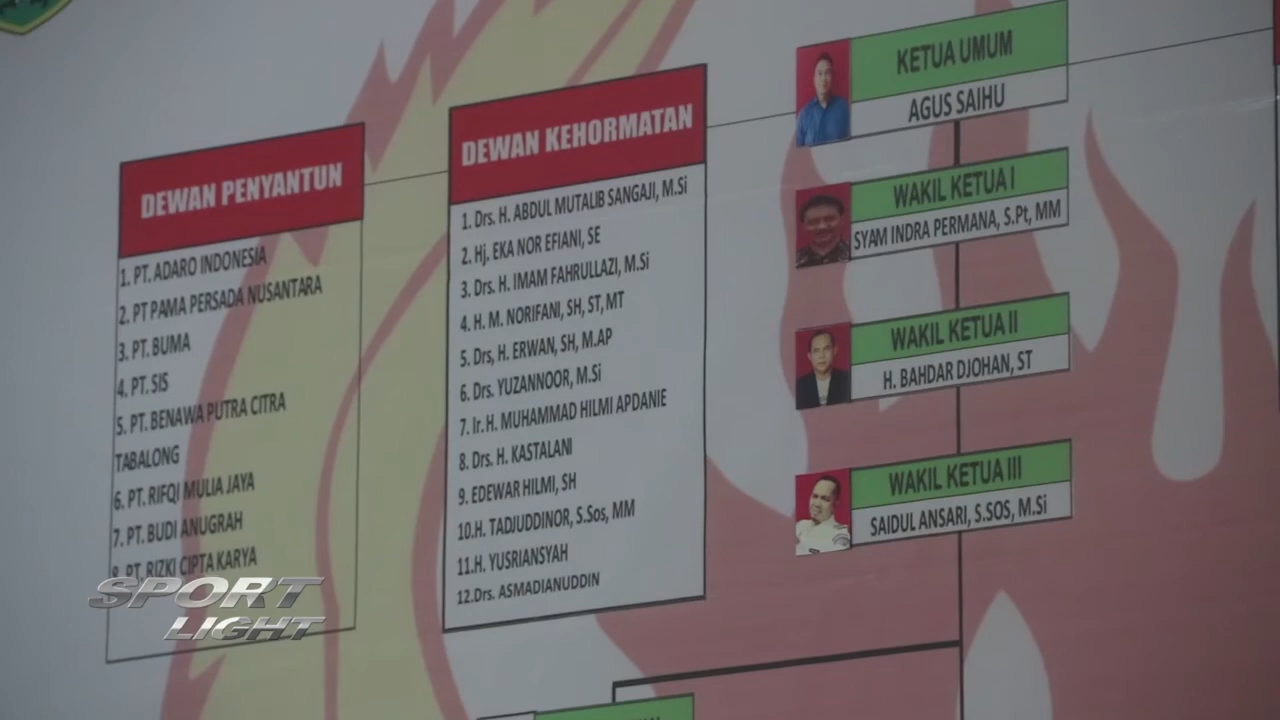 DEWAN PENYANTUN
1. PT. ADARO INDONESIA
2. PT PAMA PERSADA NUSANTARA
3. PT. BUMA
4. PT. SIS
5. PT. BENAWA PUTRA CITRA
TABALONG
6. PT. RIFQI MULIA JAYA
7. PT. BUDI ANUGRAH
8. PT. RIZKI CIPTA KARYA
DEWAN KEHORMATAN
1. Drs. H. ABDUL MUTALIB SANGAJI, M.Si
2. Hj. EKA NOR EFIANI, SE
3. Drs. H. IMAM FAHRULLAZI, M.Si
4. H. M. NORIFANI, SH, ST, MT
5. Drs, H. ERWAN, SH, M.AP
6. Drs. YUZANNOOR, M.Si
7. Ir. H. MUHAMMAD HILMI APDANIE
8. Drs. H. KASTALANI
9. EDEWAR HILMI, SH
10.H. TADJUDDINOR, S.Sos, MM
11.H. YUSRIANSYAH
12.Drs. ASMADIANUDDIN
KETUA UMUM
AGUS SAIHU
WAKIL KETUA I
SYAM INDRA PERMANA, S.Pt, MM
WAKIL KETUA II
H. BAHDAR DJOHAN, ST
WAKIL KETUA III
SAIDUL ANSARI, S.SOS, M.Si
SPORT
LIGHT